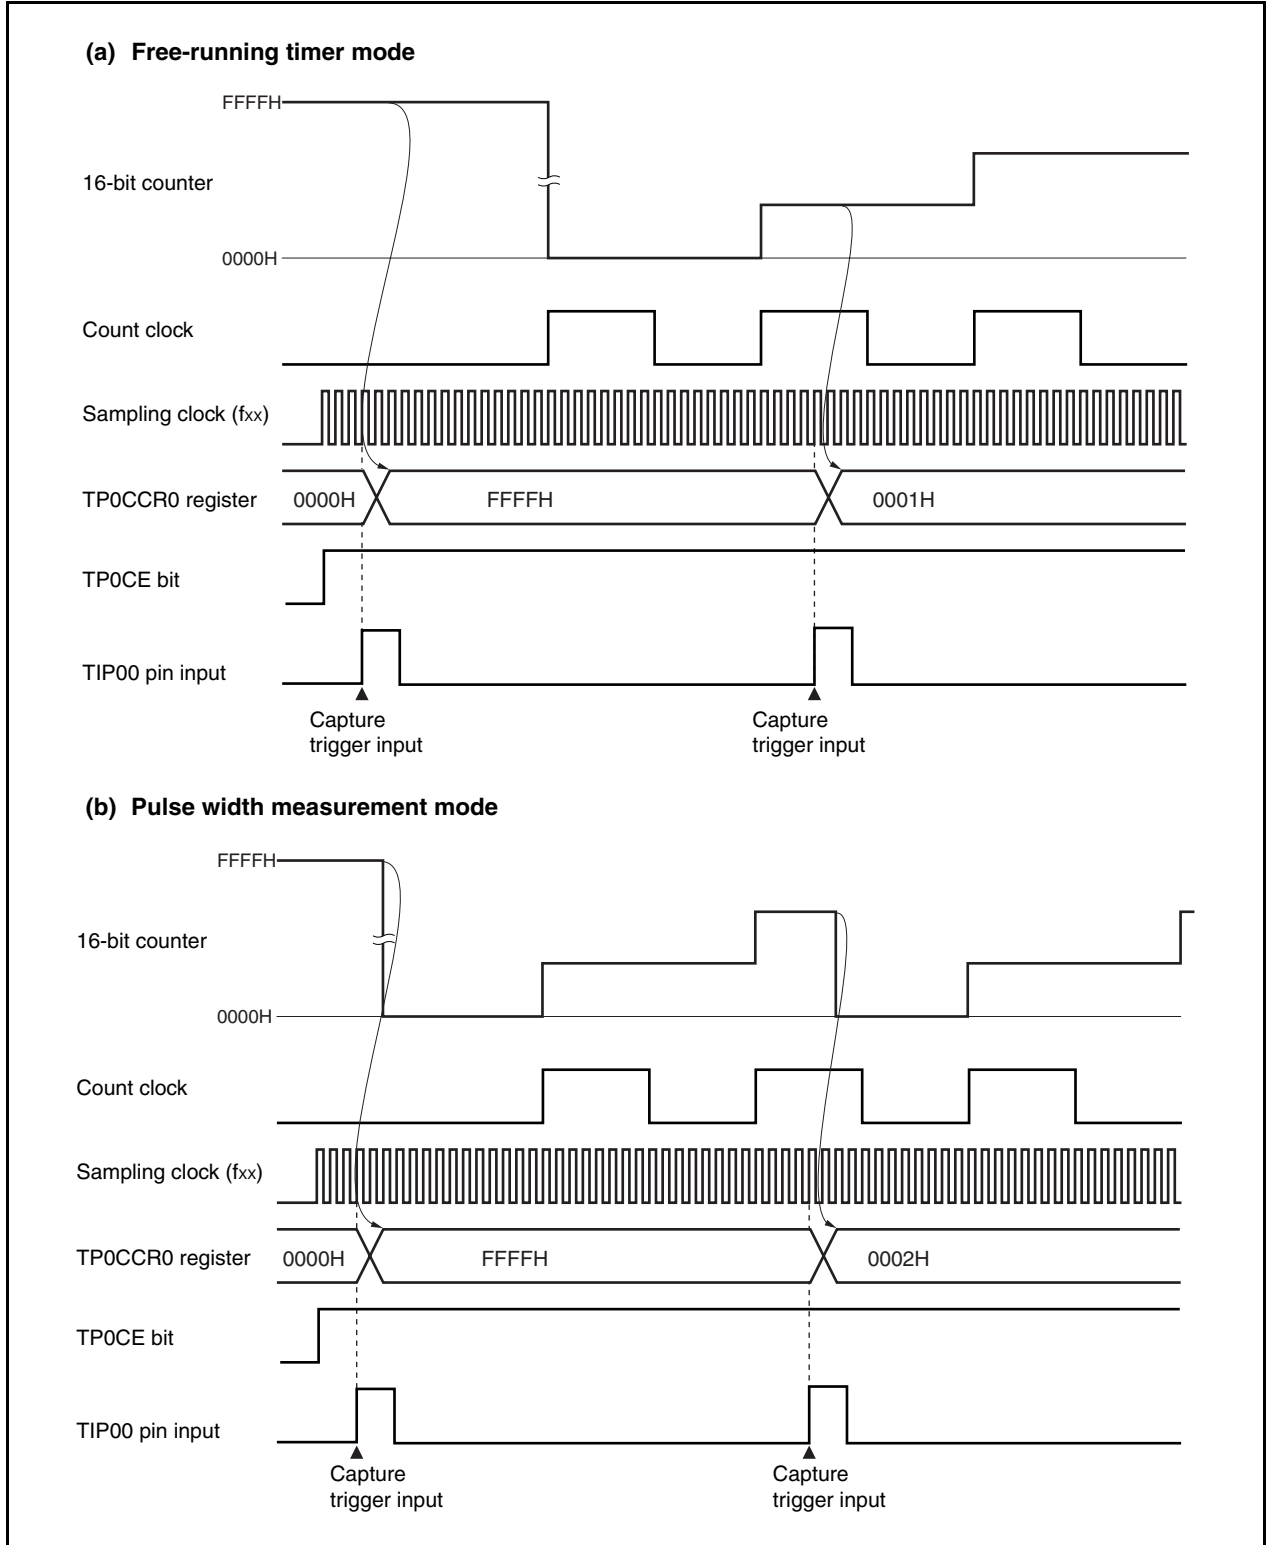 (a) Free-running timer mode
FFFFH
16-bit counter
0000H
Count clock
Sampling clock (fxx)
TP0CCR0 register 0000H FFFFH 0001H
TP0CE bit
TIP00 pin input
Capture trigger input
Capture trigger input
(b) Pulse width measurement mode
FFFFH
16-bit counter
0000H
Count clock
Sampling clock (fxx)
TP0CCR0 register 0000H FFFFH 0002H
TP0CE bit
TIP00 pin input
Capture trigger input
Capture trigger input